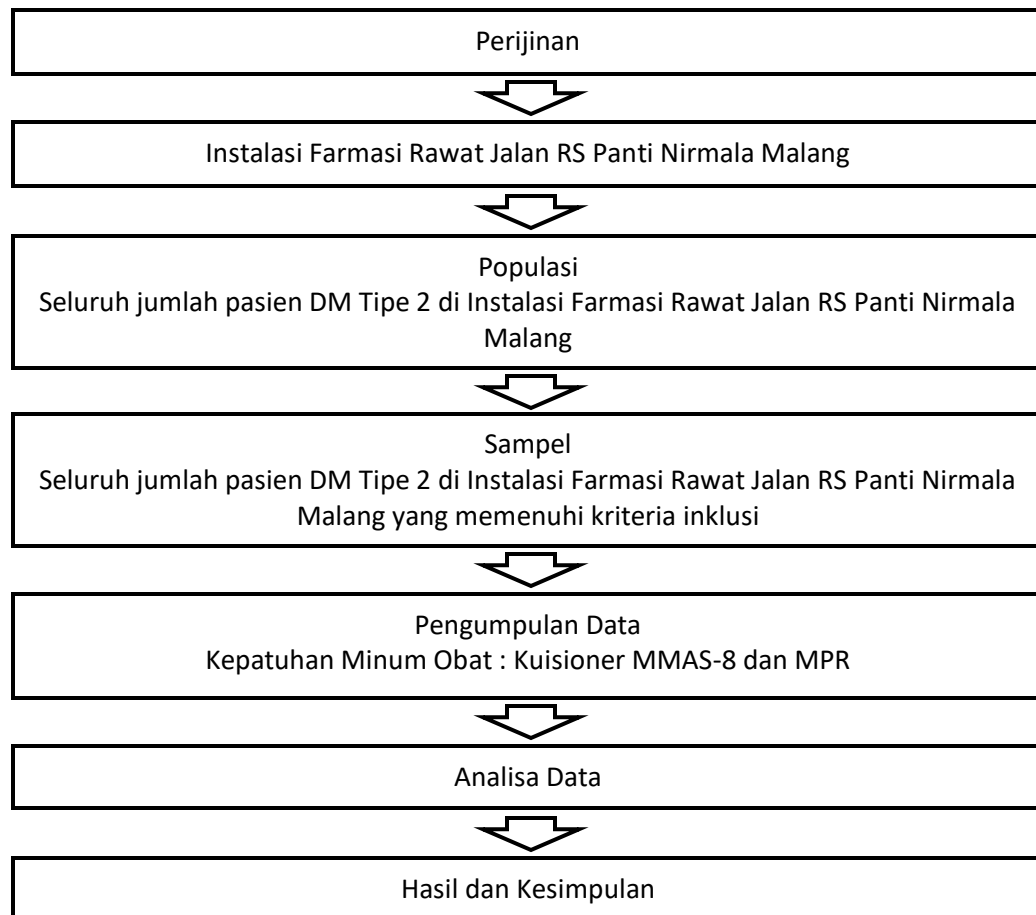 Perijinan
Instalasi Farmasi Rawat Jalan RS Panti Nirmala Malang
Populasi
Seluruh jumlah pasien DM Tipe 2 di Instalasi Farmasi Rawat Jalan RS Panti Nirmala
Malang
Sampel
Seluruh jumlah pasien DM Tipe 2 di Instalasi Farmasi Rawat Jalan RS Panti Nirmala
Malang yang memenuhi kriteria inklusi
Pengumpulan Data
Kepatuhan Minum Obat : Kuisioner MMAS-8 dan MPR
Analisa Data
Hasil dan Kesimpulan